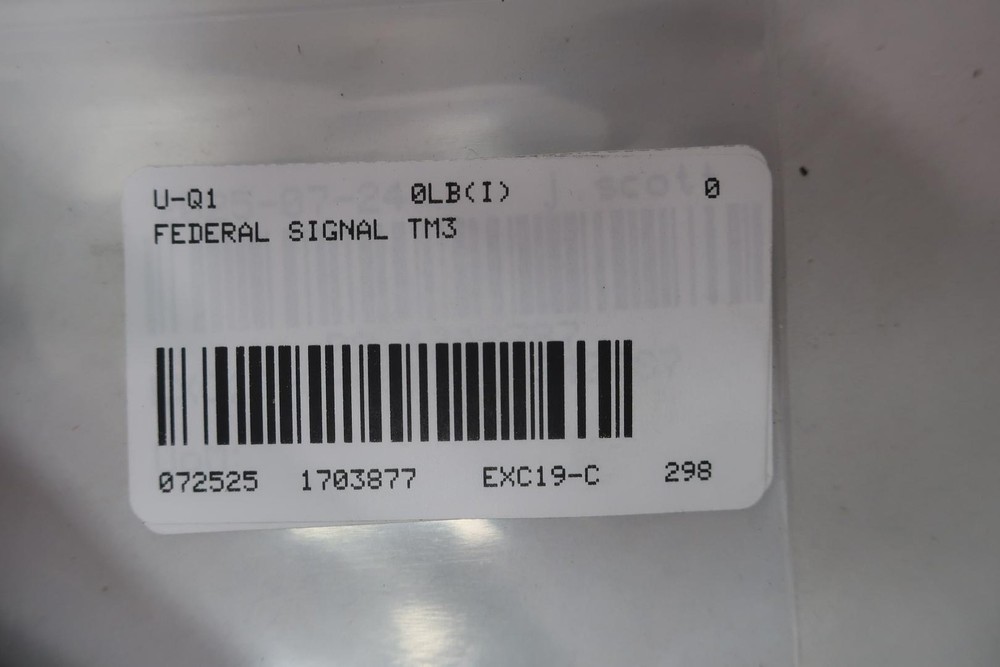 U-Q1 0LB(I) 0
FEDERAL SIGNAL TM3
072525 1703877 EXC19-C 298